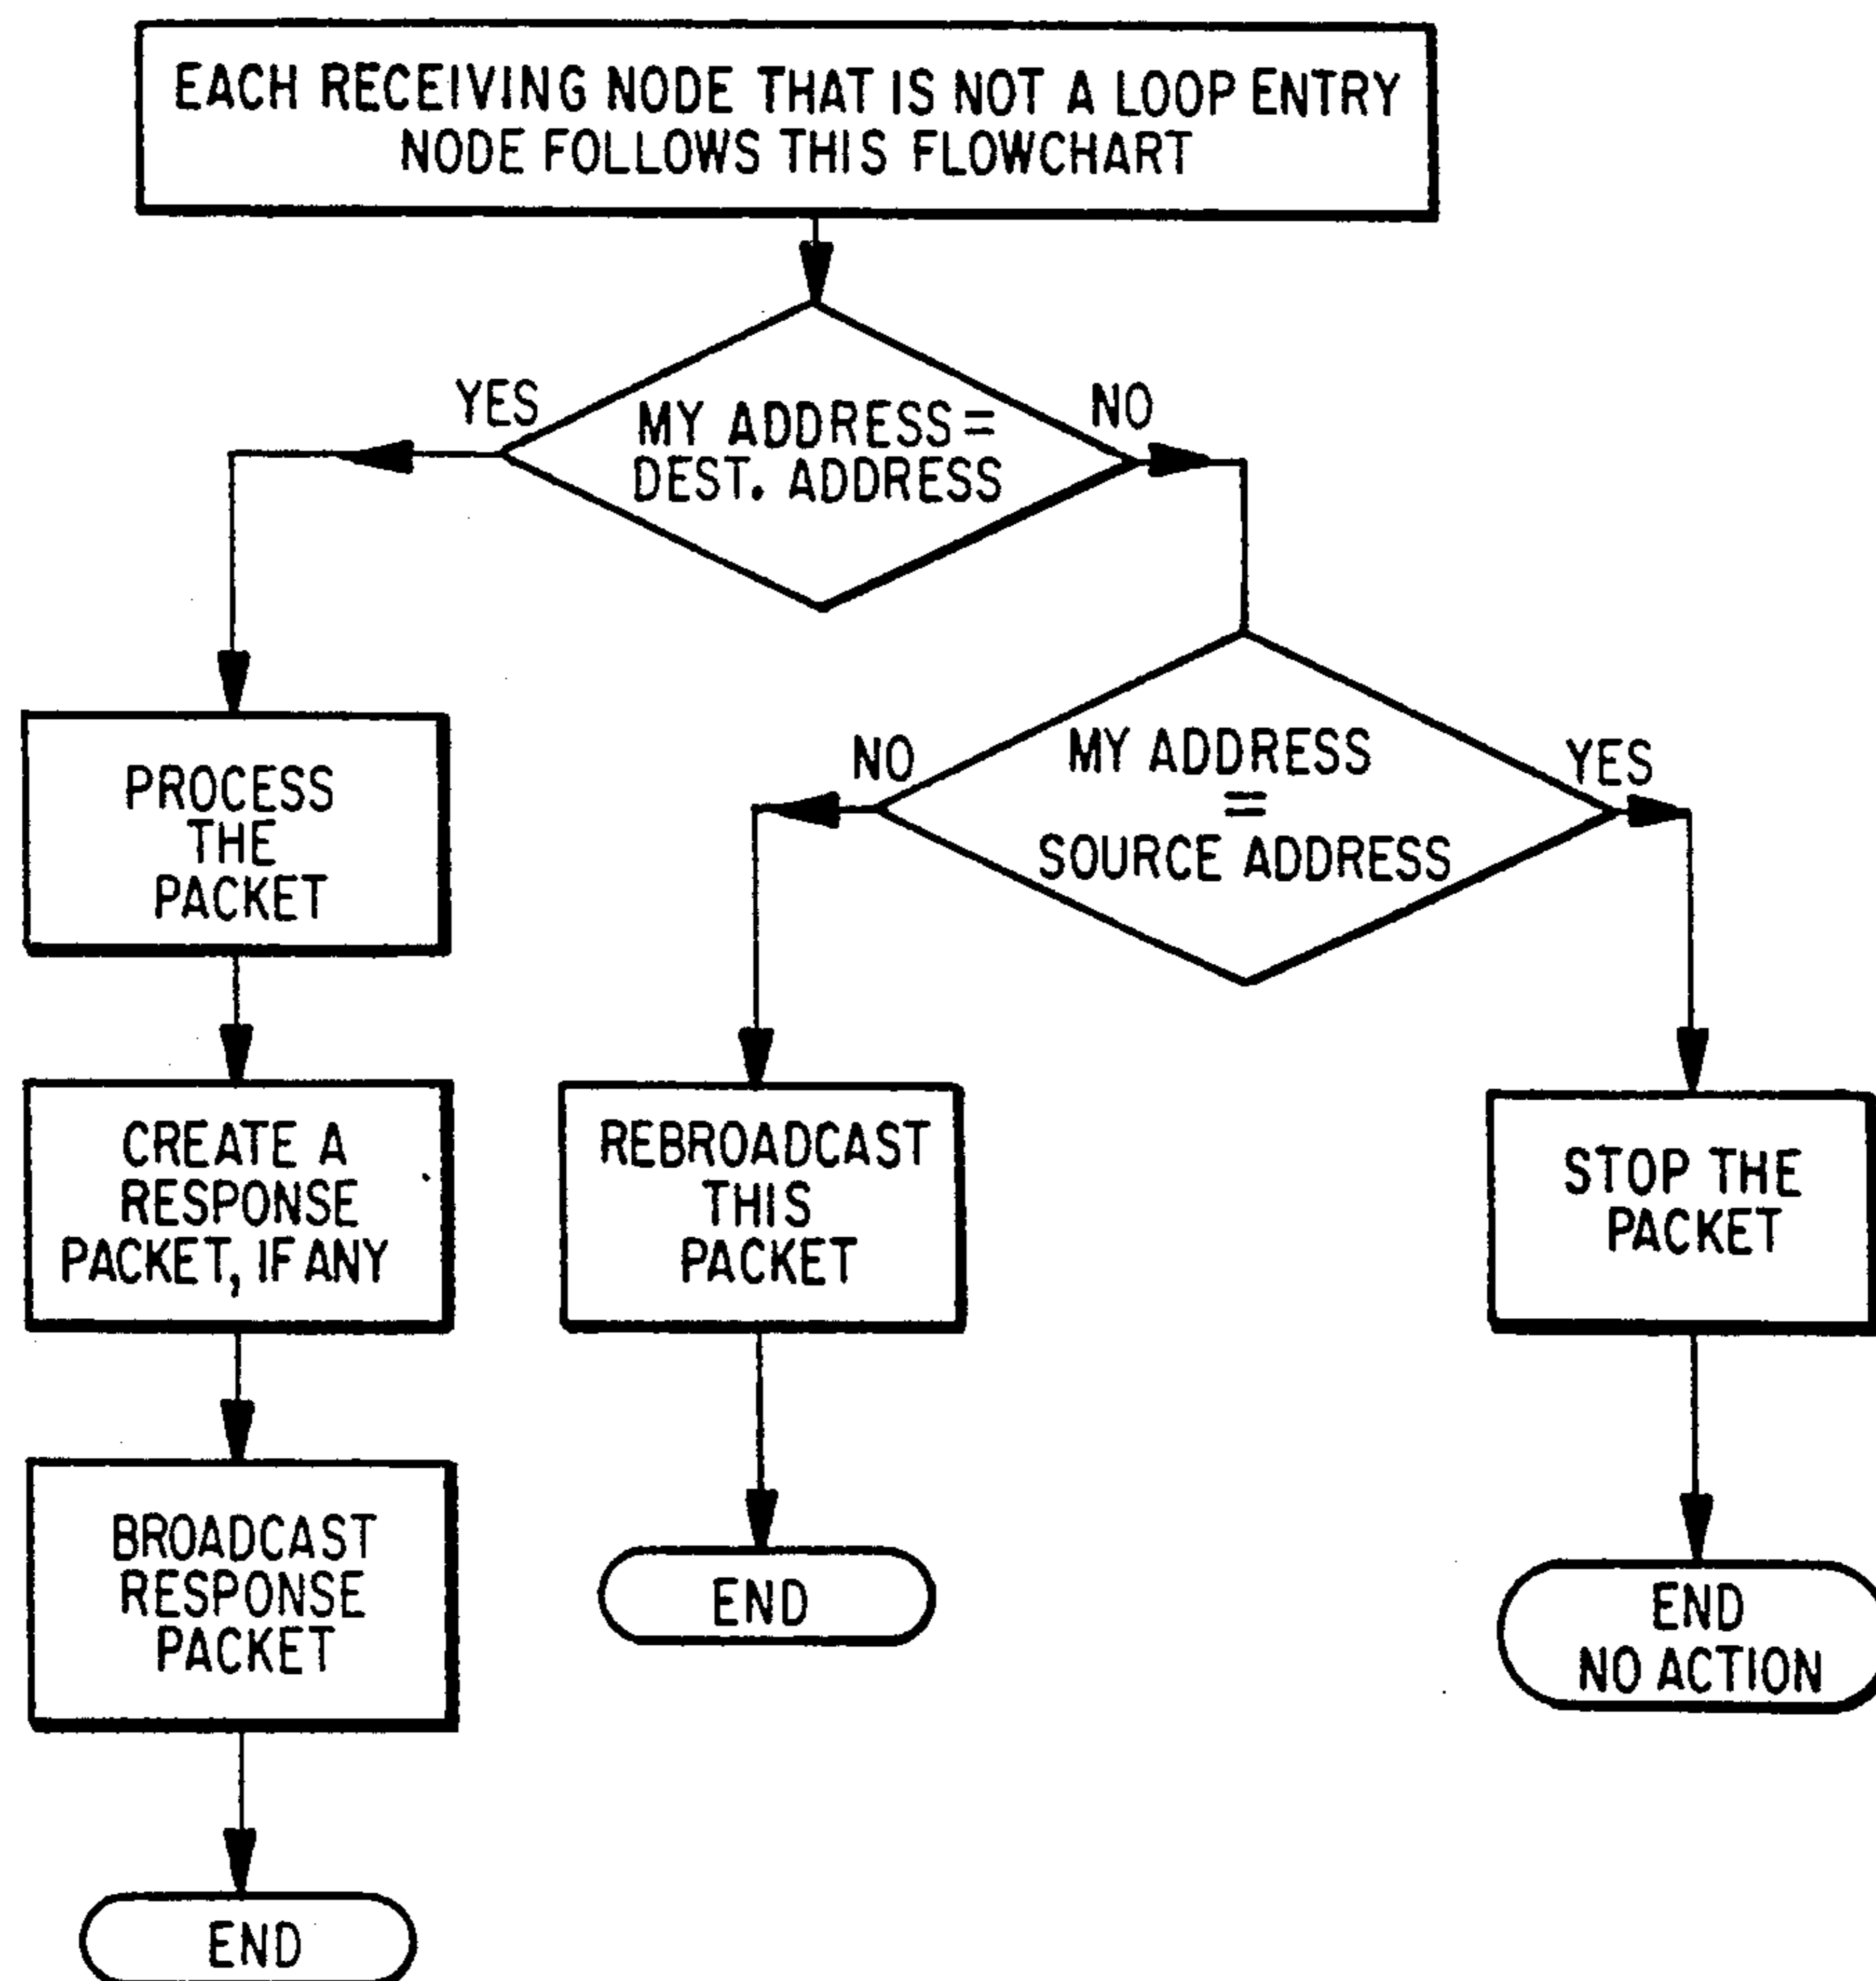 EACH RECEIVING NODE THAT IS NOT A LOOP ENTRY
NODE FOLLOWS THIS FLOWCHART
YES
MY ADDRESS =
DEST. ADDRESS
NO
NO
MY ADDRESS
=
SOURCE ADDRESS
YES
PROCESS
THE
PACKET
CREATE A
RESPONSE
PACKET, IF ANY
REBROADCAST
THIS
PACKET
STOP THE
PACKET
BROADCAST
RESPONSE
PACKET
END
END
NO ACTION
END